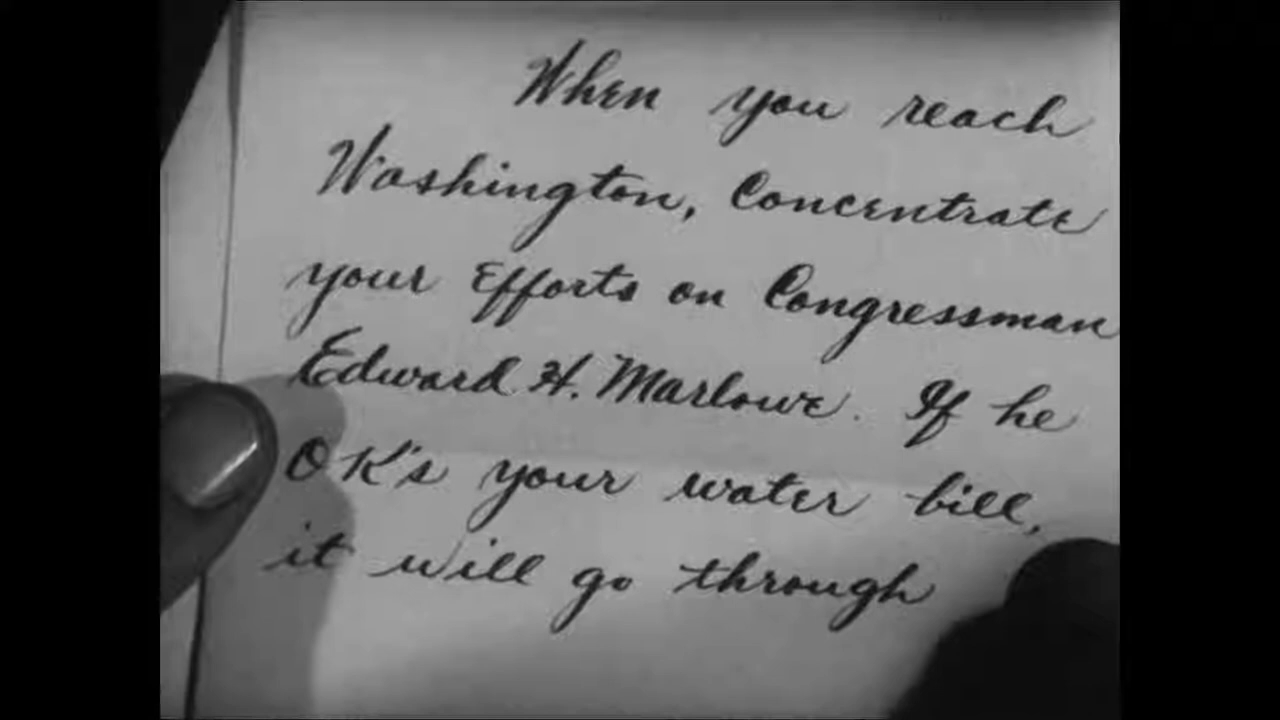 When you reach
Washington, Concentrate
your Efforts on Congressman
Edward H. Marlowe. If he
OK's your water bill,
it will go through